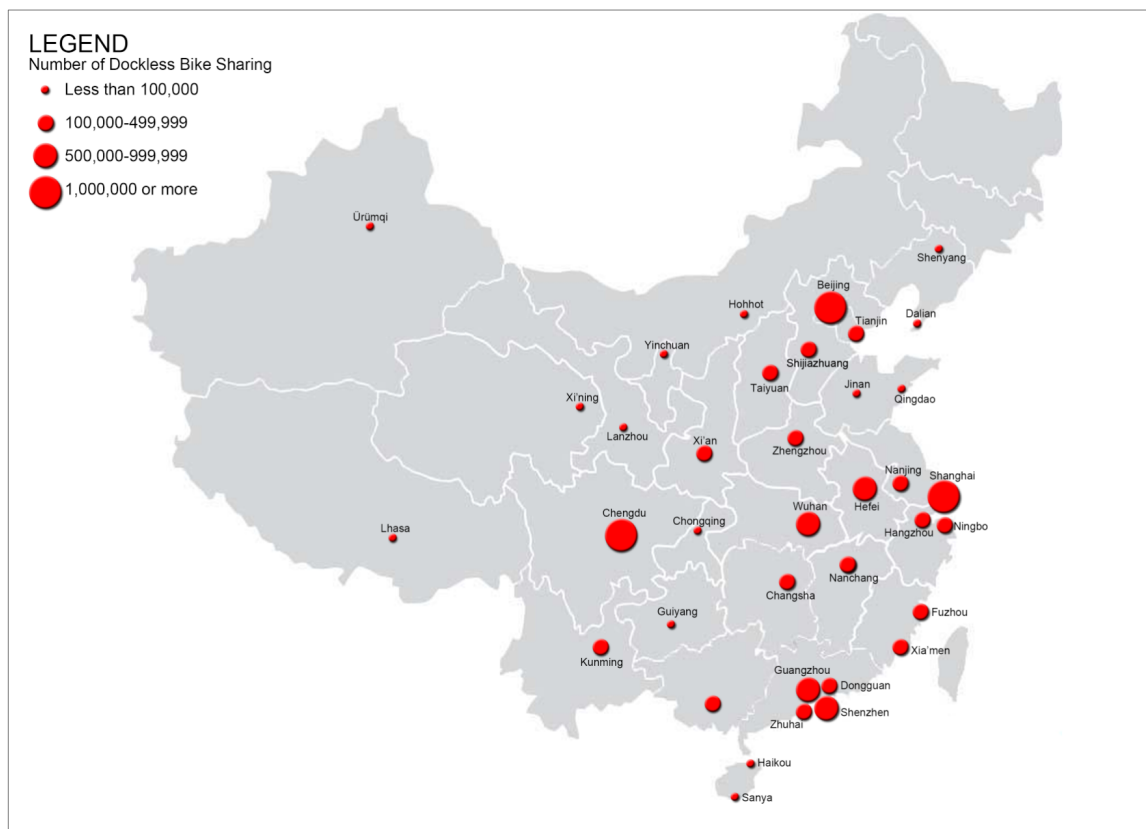 LEGEND
Number of Dockless Bike Sharing
Less than 100,000
100,000-499,999
500,000-999,999
1,000,000 or more
Ürümqi
Shenyang
Beijing
Hohhot
Dalian
Tianjin
Yinchuan
Shijiazhuang
Taiyuan
Jinan
Qingdao
Xi'ning
Lanzhou
Xi'an
Zhengzhou
Nanjing
Shanghai
Hefei
Wuhan
Chengdu
Chongqing
Lhasa
Hangzhou
Ningbo
Nanchang
Changsha
Guiyang
Fuzhou
Kunming
Xia'men
Guangzhou
Dongguan
Shenzhen
Zhuhai
Haikou
Sanya